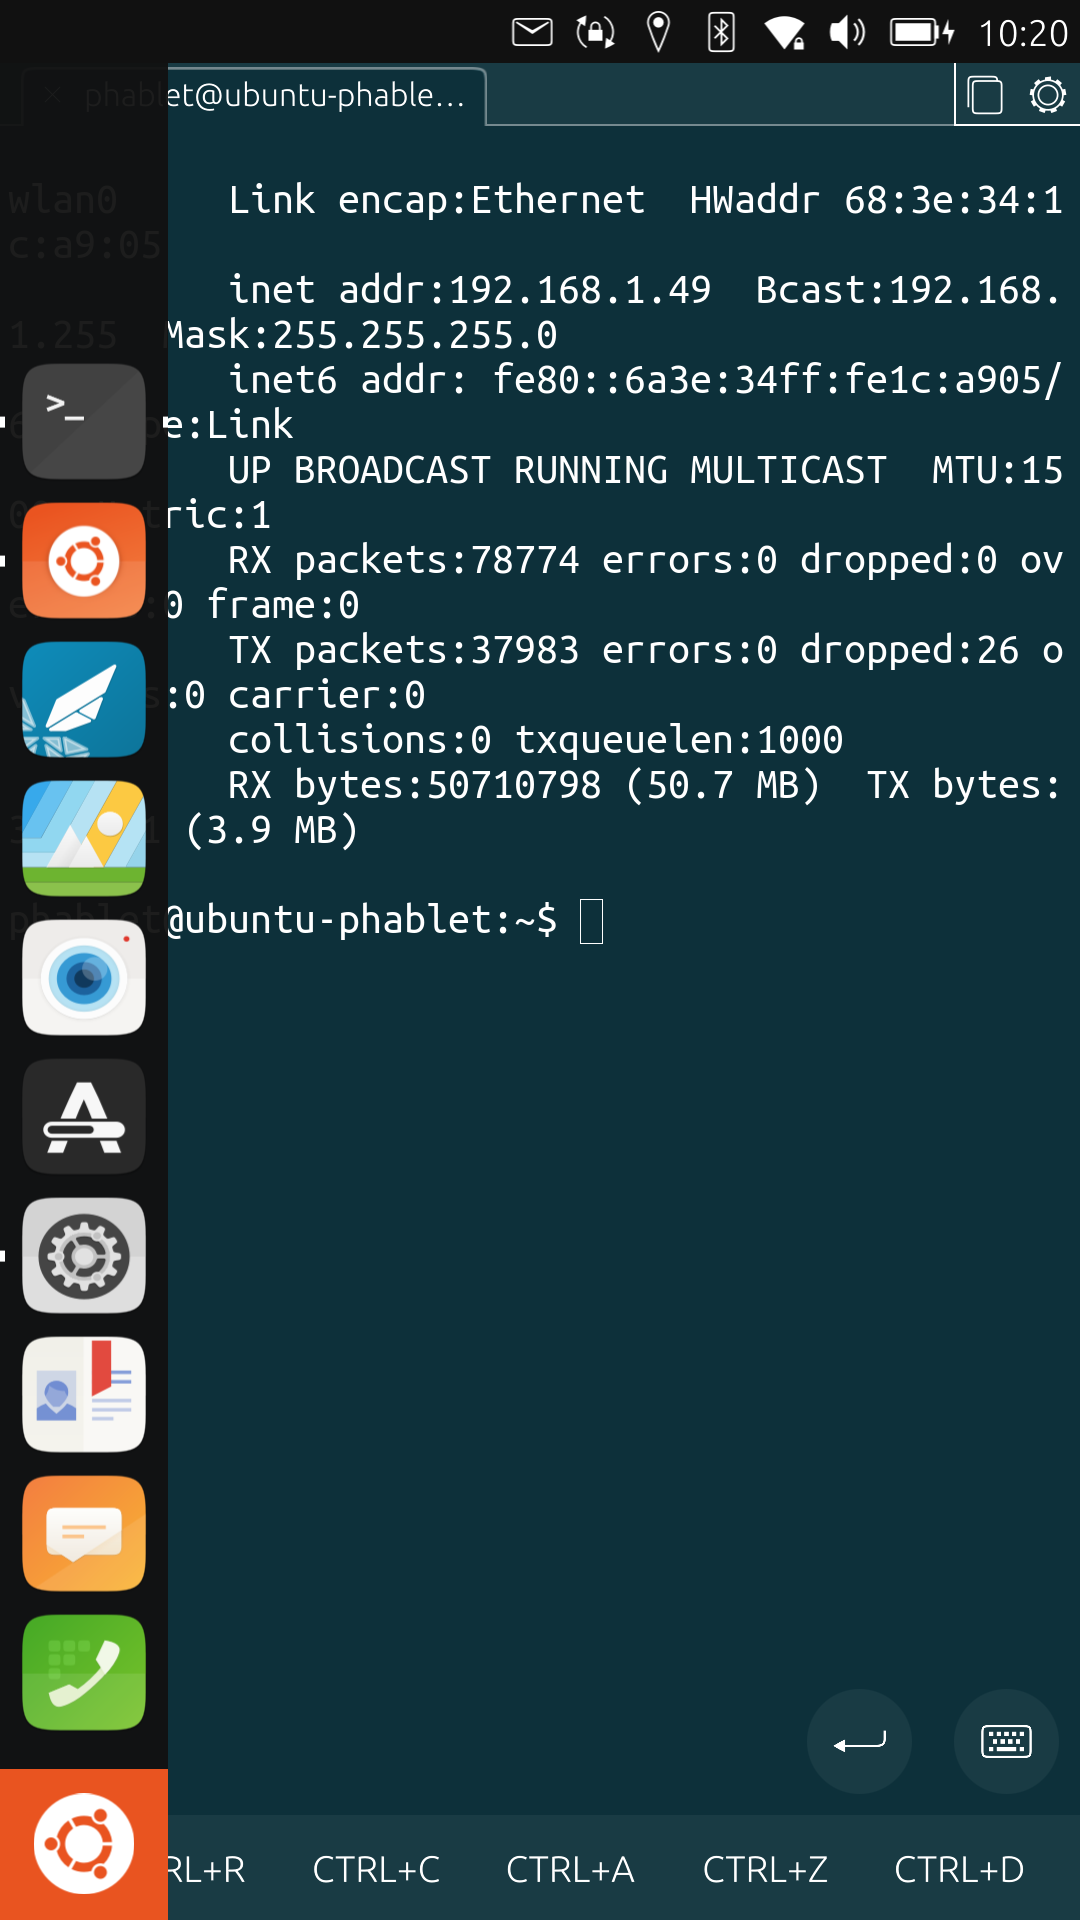 10:20
phablet@ubuntu-phable...
wlan0 Link encap:Ethernet HWaddr 68:3e:34:1
c:a9:05
inet addr:192.168.1.49 Bcast:192.168.
1.255 Mask:255.255.255.0
inet6 addr: fe80::6a3e:34ff:fe1c:a905/
e:Link
UP BROADCAST RUNNING MULTICAST MTU:15
ric:1
RX packets:78774 errors:0 dropped:0 ov
:0 frame:0
TX packets:37983 errors:0 dropped:26 o
s:0 carrier:0
collisions:0 txqueuelen:1000
RX bytes:50710798 (50.7 MB) TX bytes:
(3.9 MB)
phablet@ubuntu-phablet:~$
>_
RL+R CTRL+C CTRL+A CTRL+Z CTRL+D